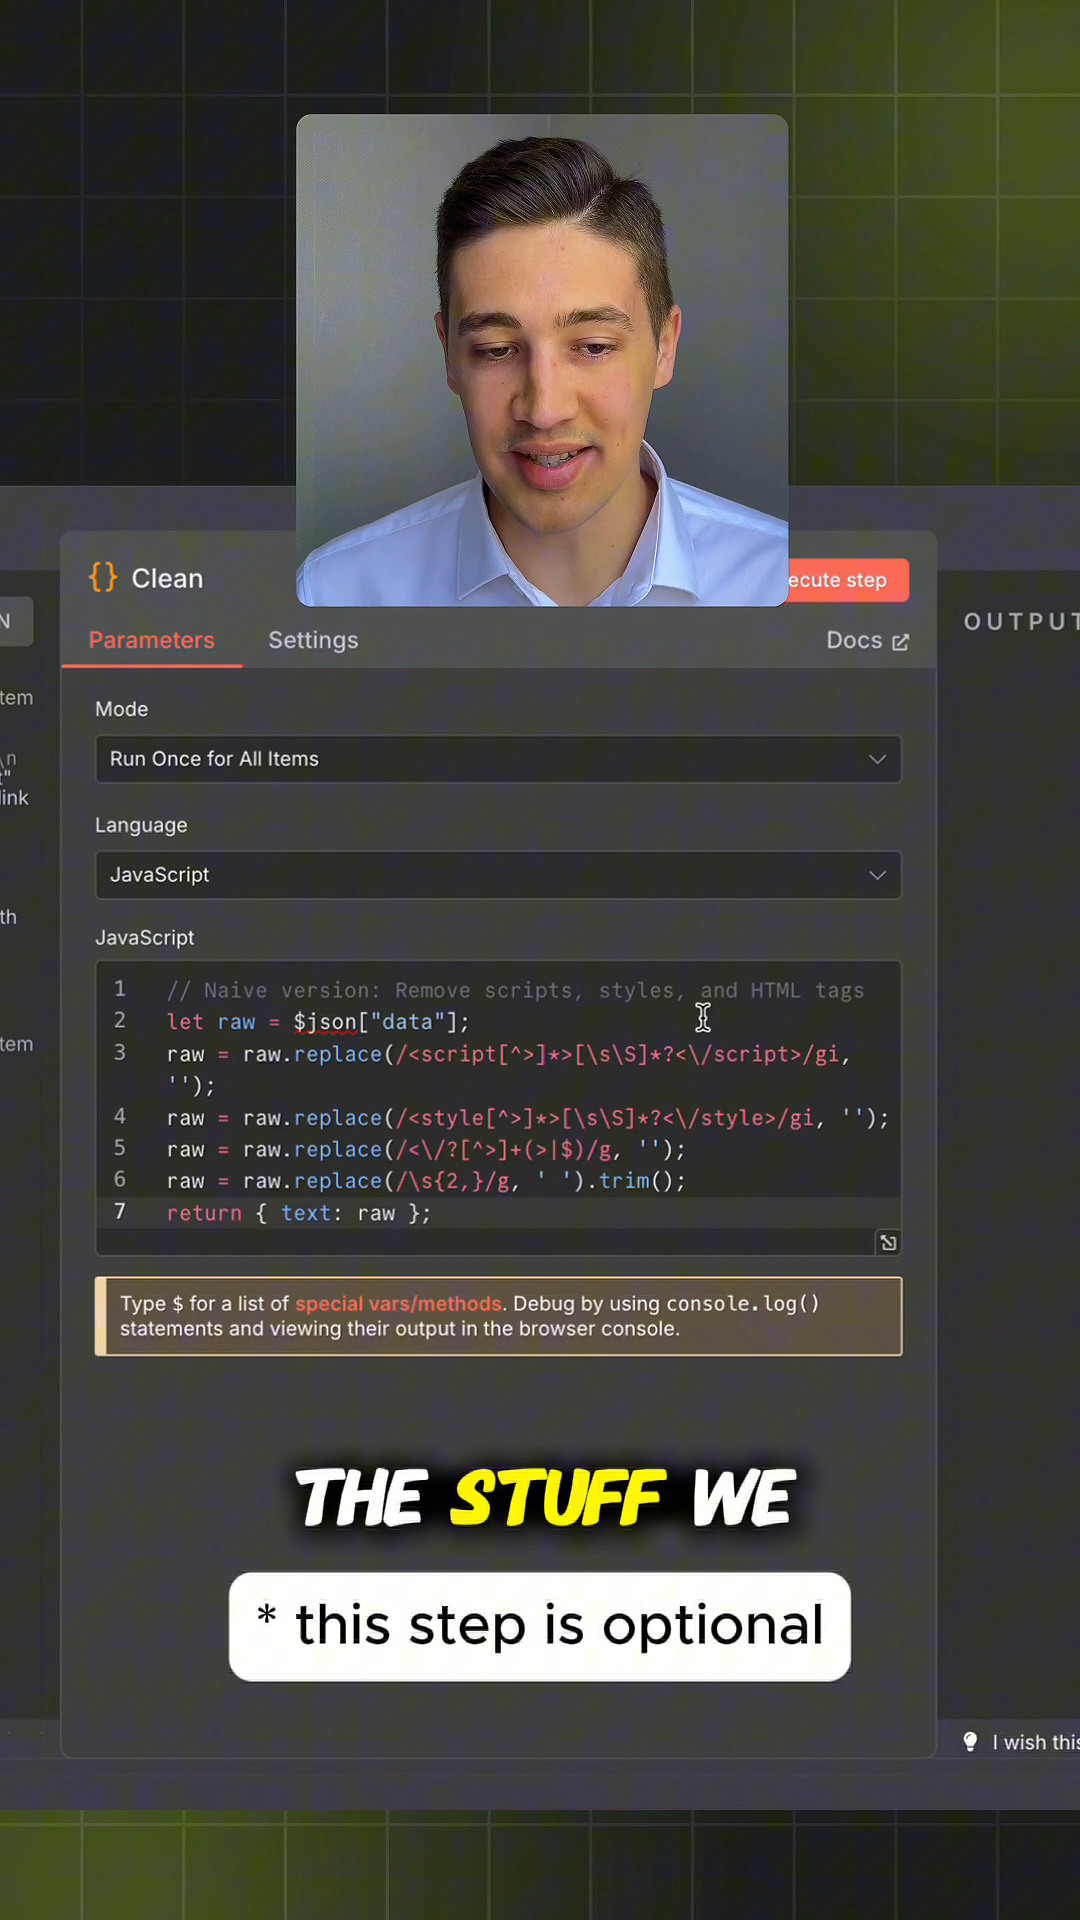 {} Clean
ecute step
N
OUTPUT
Parameters
Settings
Docs
tem
Mode
\n
t"
link
Run Once for All Items
Language
JavaScript
th
JavaScript
1 // Naive version: Remove scripts, styles, and HTML tags
2 let raw = $json["data"];
3 raw = raw.replace(/<script[^>]*>[\s\S]*?<\/script>/gi,
'');
4 raw = raw.replace(/<style[^>]*>[\s\S]*?<\/style>/gi, '');
5 raw = raw.replace(/<\/?[^>]+(>|$)/g, '');
6 raw = raw.replace(/\s{2,}/g, ' ').trim();
7 return { text: raw };
tem
Type $ for a list of special vars/methods. Debug by using console.log()
statements and viewing their output in the browser console.
THE STUFF WE
* this step is optional
I wish this